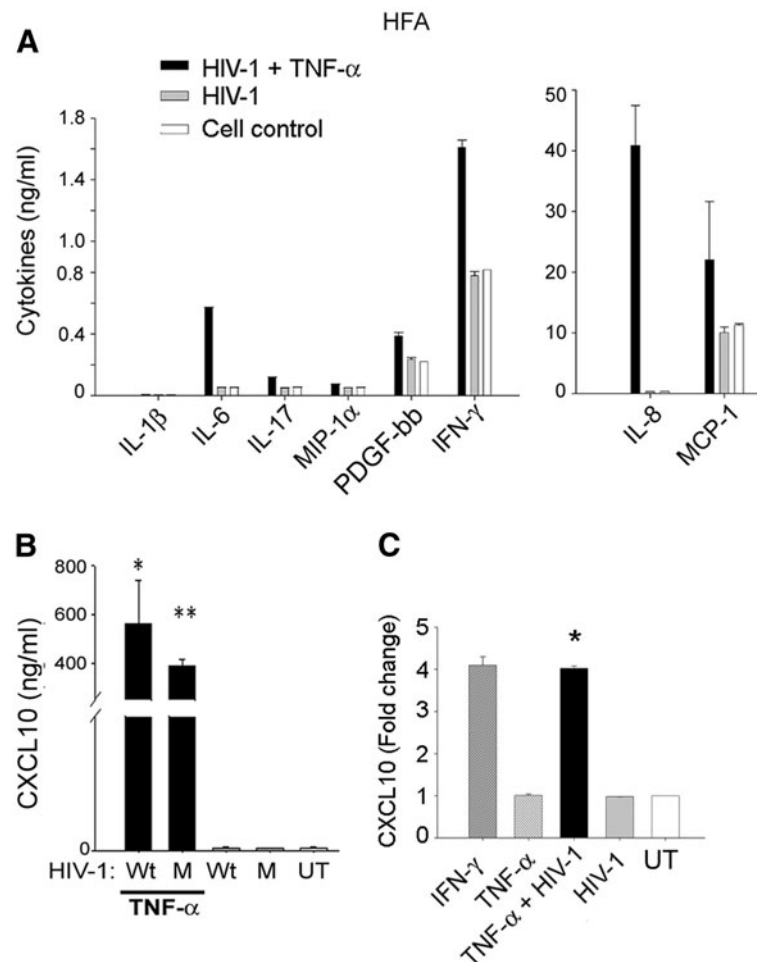 HFA
A
HIV-1 + TNF-α
HIV-1
Cell control
Cytokines (ng/ml)
1.8
1.4
1.0
0.8
0.4
0
IL-1β
IL-6
IL-17
MIP-1α
PDGF-bb
IFN-γ
50
40
30
20
10
0
IL-8
MCP-1
B
CXCL10 (ng/ml)
800
600
400
0
*
**
HIV-1: Wt M Wt M UT
TNF-α
C
CXCL10 (Fold change)
5
4
2
1
0
*
IFN-γ
TNF-α
TNF-α + HIV-1
HIV-1
UT